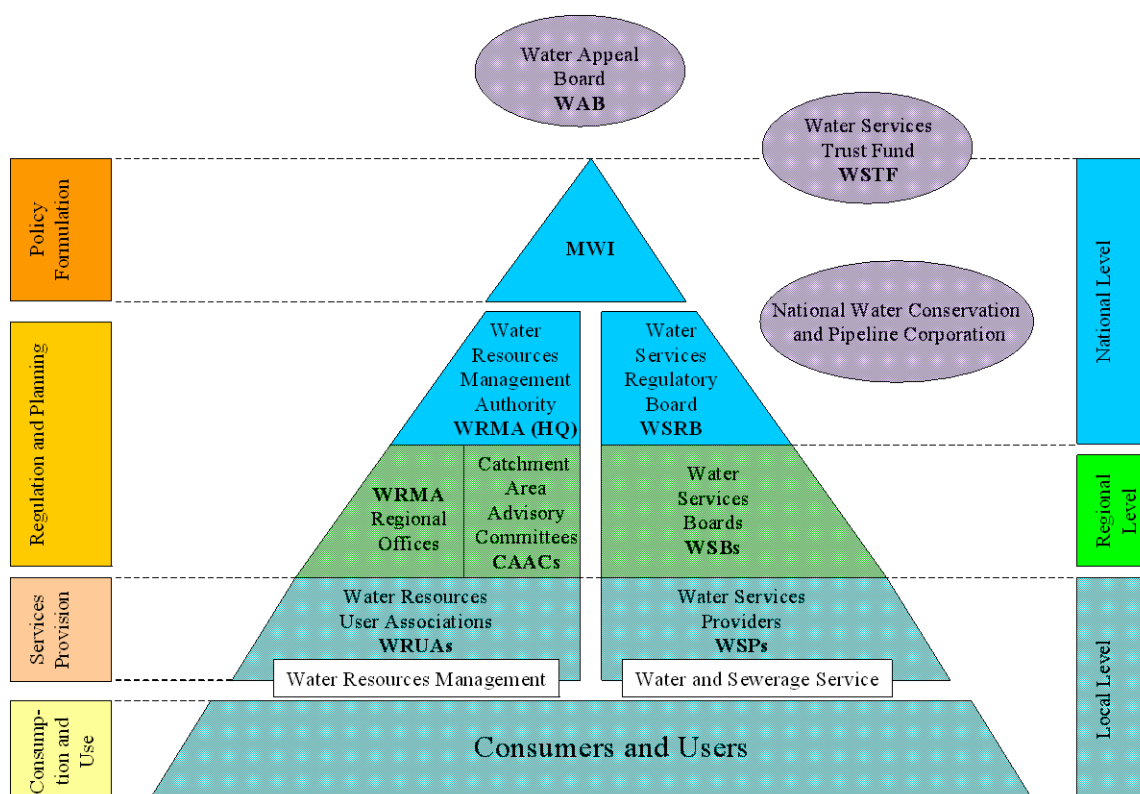 Water Appeal
Board
WAB
Water Services
Trust Fund
WSTF
Policy
Formulation
MWI
National Level
National Water Conservation
and Pipeline Corporation
Regulation and Planning
Water
Resources
Management
Authority
WRMA (HQ)
Water
Services
Regulatory
Board
WSRB
WRMA
Regional
Offices
Catchment
Area
Advisory
Committees
CAACs
Water
Services
Boards
WSBs
Regional
Level
Services
Provision
Water Resources
User Associations
WRUAs
Water Services
Providers
WSPs
Water Resources Management
Water and Sewerage Service
Local Level
Consump-
tion and
Use
Consumers and Users